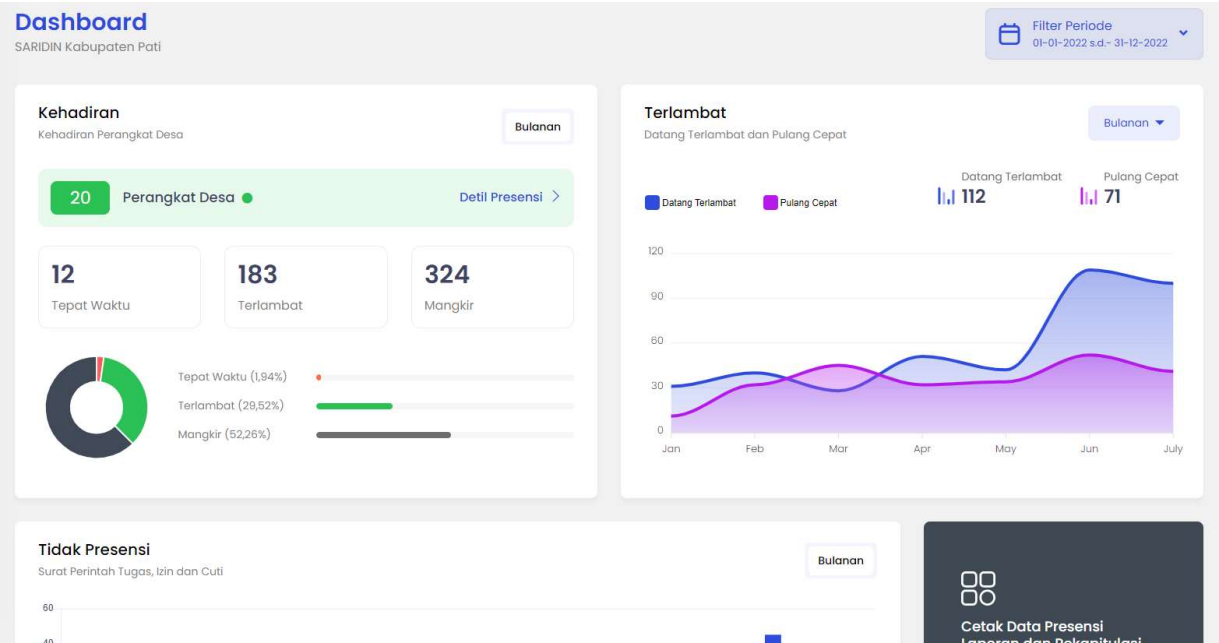 Dashboard
SARIDIN Kabupaten Pati
Filter Periode
01-01-2022 s.d.- 31-12-2022
Kehadiran
Kehadiran Perangkat Desa
Bulanan
20 Perangkat Desa
Detil Presensi
12
Tepat Waktu
183
Terlambat
324
Mangkir
Tepat Waktu (1,94%)
Terlambat (29,52%)
Mangkir (52,26%)
Terlambat
Datang Terlambat dan Pulang Cepat
Bulanan
Datang Terlambat
Pulang Cepat
Datang Terlambat
112
Pulang Cepat
71
120
90
60
30
0
Jan Feb Mar Apr May Jun July
Tidak Presensi
Surat Perintah Tugas, Izin dan Cuti
Bulanan
60
40
Cetak Data Presensi
Laporan dan Rekapitulasi